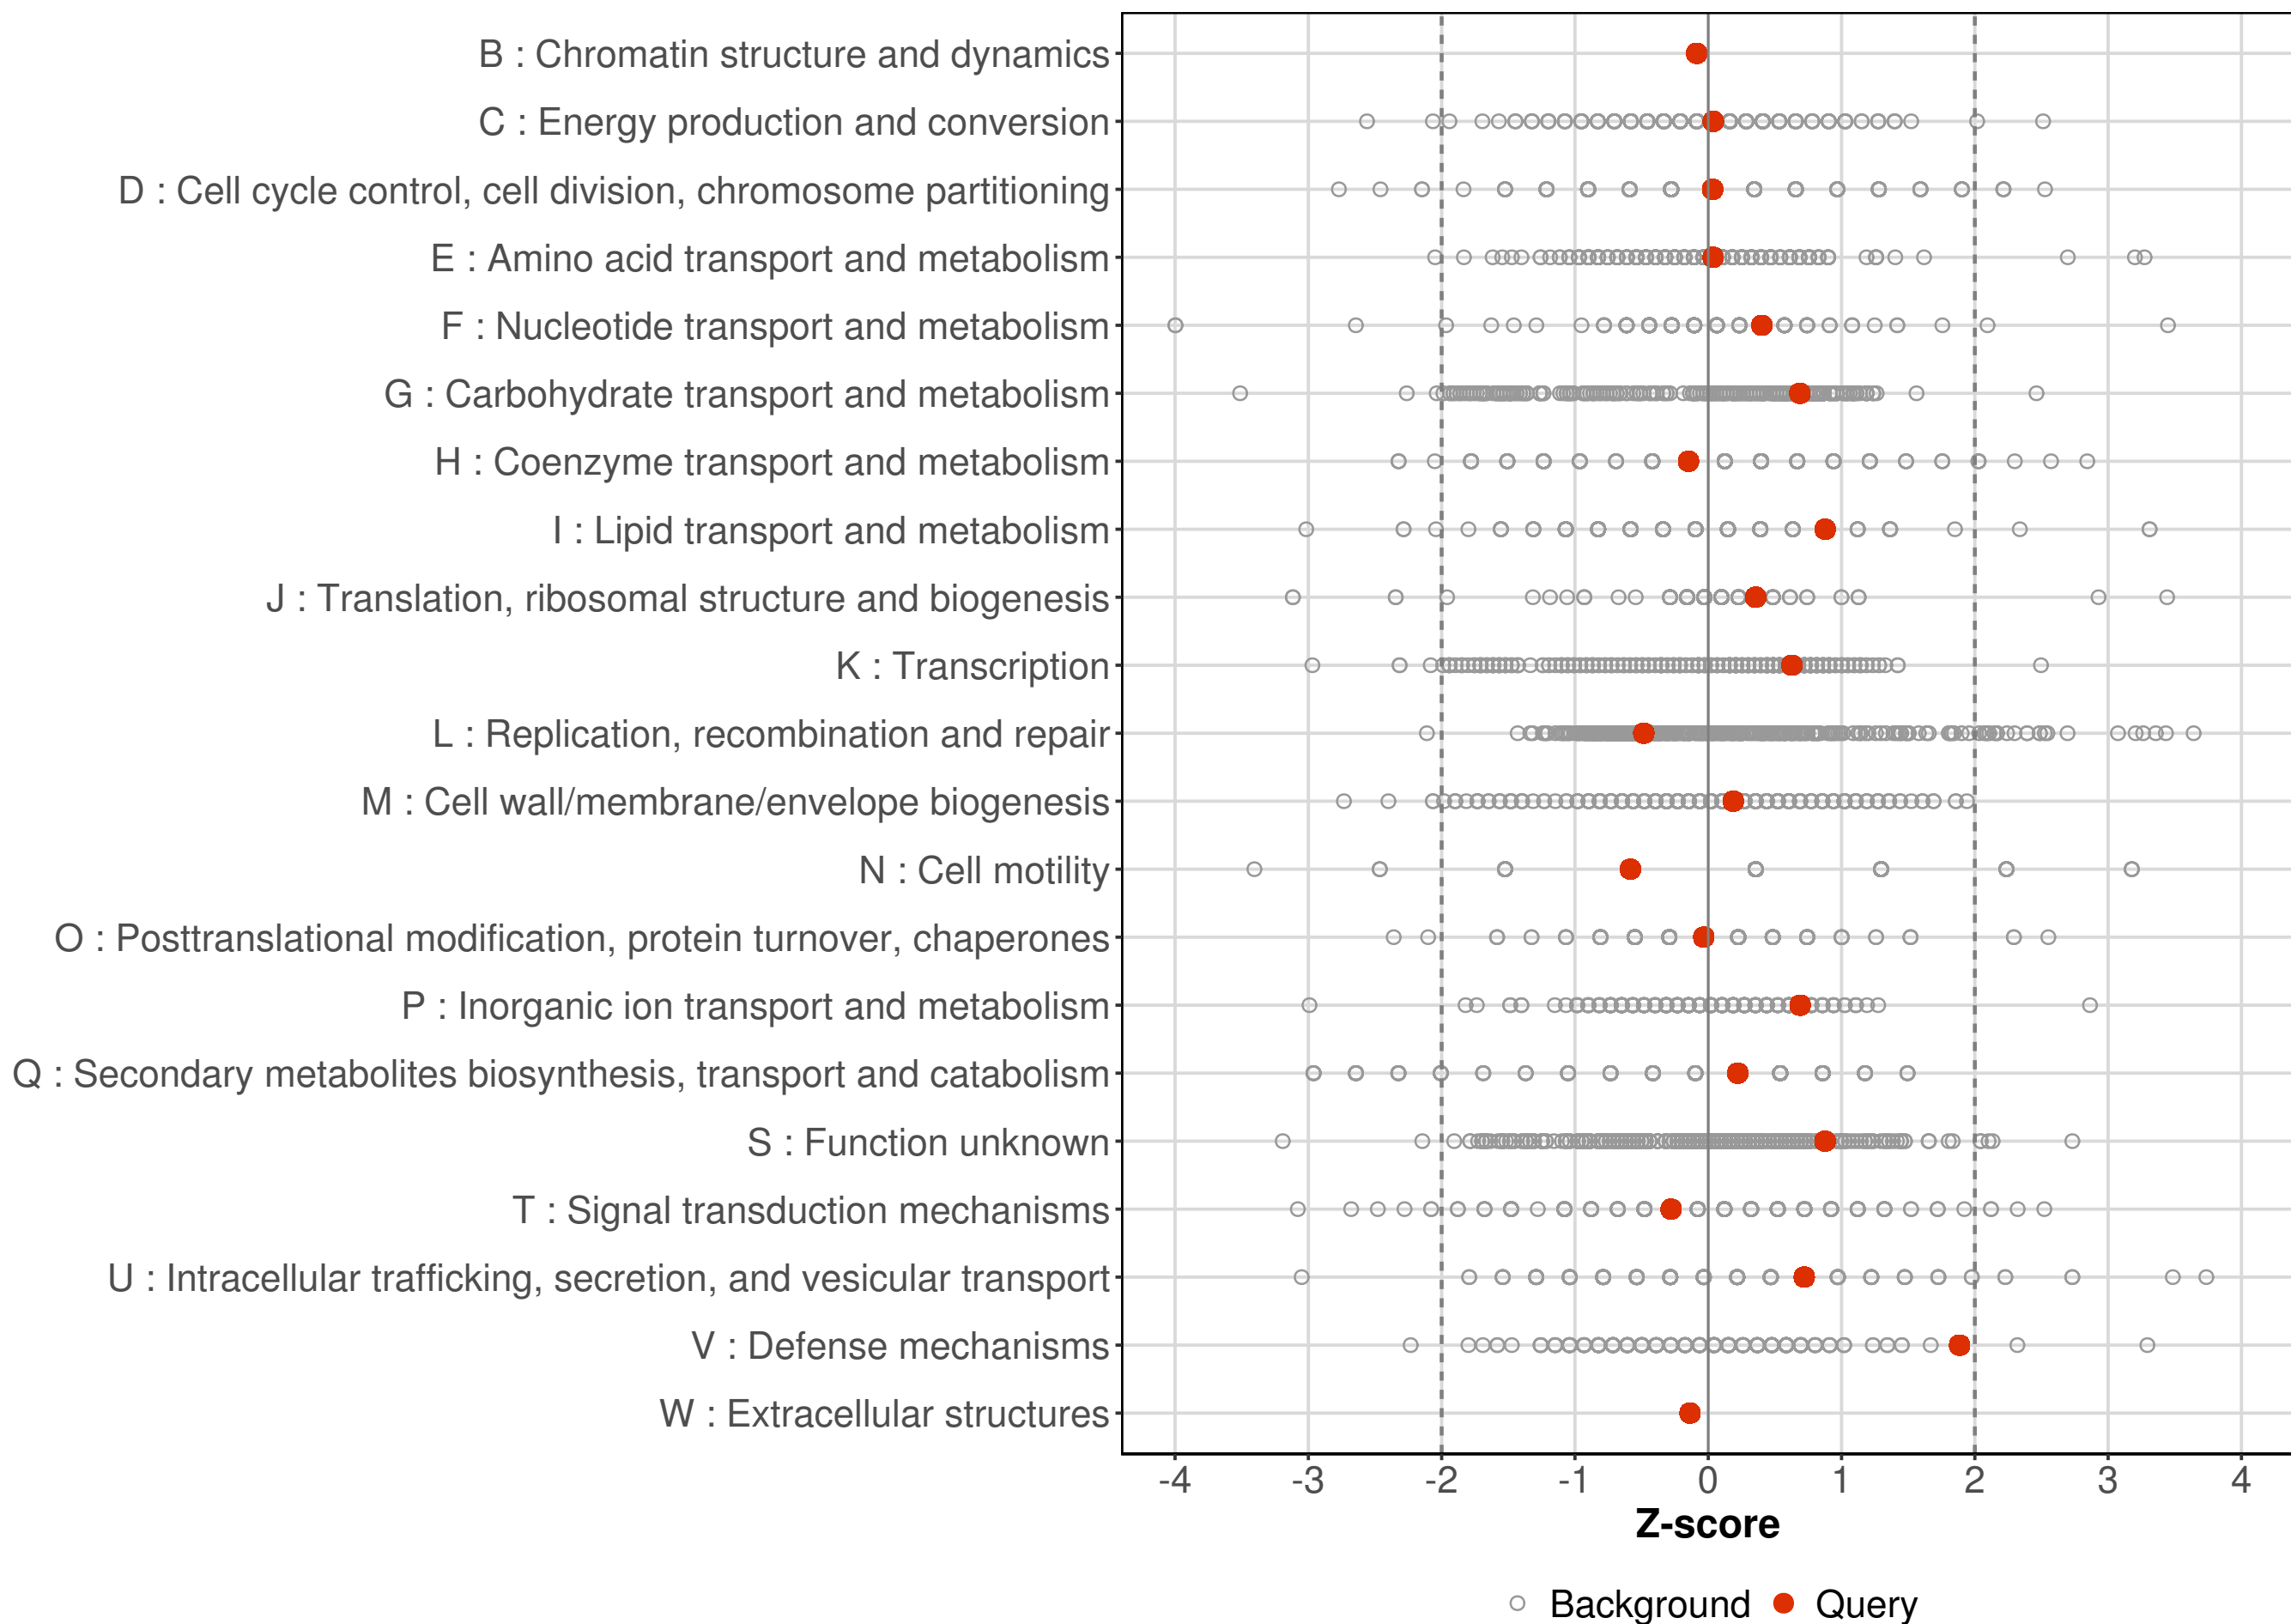 B : Chromatin structure and dynamics
C : Energy production and conversion
D : Cell cycle control, cell division, chromosome partitioning
E : Amino acid transport and metabolism
F : Nucleotide transport and metabolism
G : Carbohydrate transport and metabolism
H : Coenzyme transport and metabolism
I : Lipid transport and metabolism
J : Translation, ribosomal structure and biogenesis
K : Transcription
L : Replication, recombination and repair
M : Cell wall/membrane/envelope biogenesis
N : Cell motility
O : Posttranslational modification, protein turnover, chaperones
P : Inorganic ion transport and metabolism
Q : Secondary metabolites biosynthesis, transport and catabolism
S : Function unknown
T : Signal transduction mechanisms
U : Intracellular trafficking, secretion, and vesicular transport
V : Defense mechanisms
W : Extracellular structures
-4 -3 -2 -1 0 1 2 3 4
Z-score
Background Query